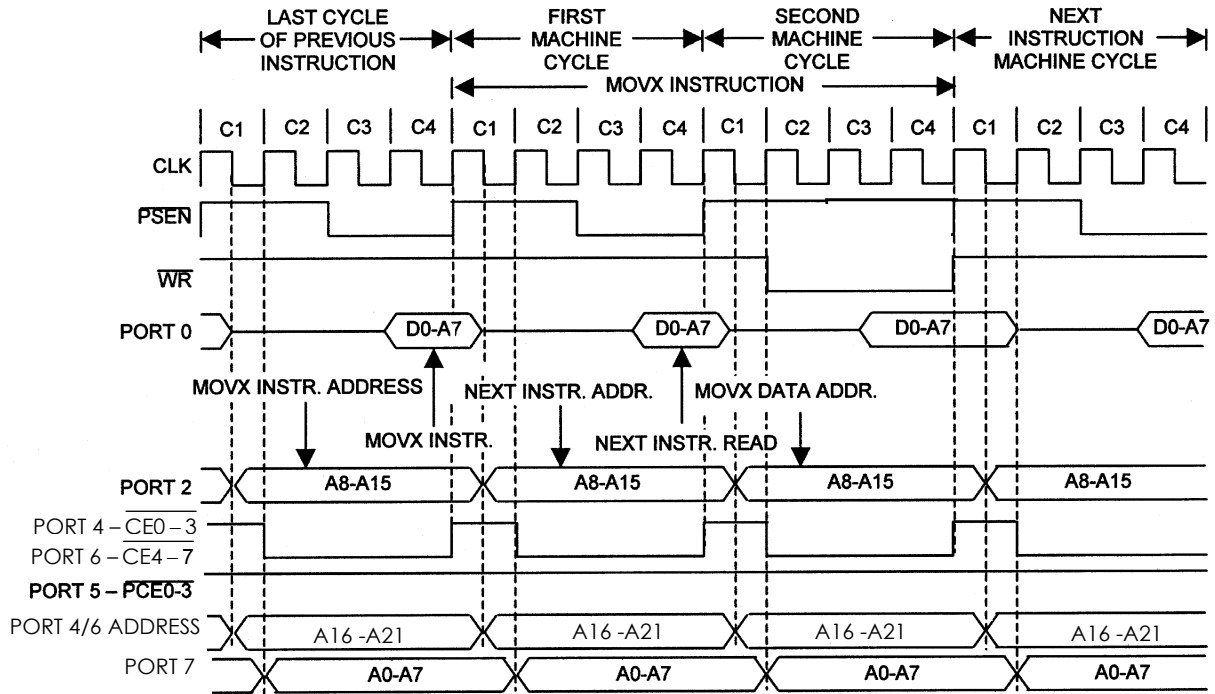 LAST CYCLE
OF PREVIOUS
INSTRUCTION
FIRST
MACHINE
CYCLE
SECOND
MACHINE
CYCLE
NEXT
INSTRUCTION
MACHINE CYCLE
MOVX INSTRUCTION
C1 C2 C3 C4 C1 C2 C3 C4 C1 C2 C3 C4 C1 C2 C3 C4
CLK
PSEN
WR
PORT 0 D0-A7 D0-A7 D0-A7 D0-A7
MOVX INSTR. ADDRESS NEXT INSTR. ADDR. MOVX DATA ADDR.
MOVX INSTR. NEXT INSTR. READ
PORT 2 A8-A15 A8-A15 A8-A15 A8-A15
PORT 4 – CE0 – 3
PORT 6 – CE4 – 7
PORT 5 – PCE0-3
PORT 4/6 ADDRESS A16 -A21 A16 -A21 A16 -A21 A16 -A21
PORT 7 A0-A7 A0-A7 A0-A7 A0-A7